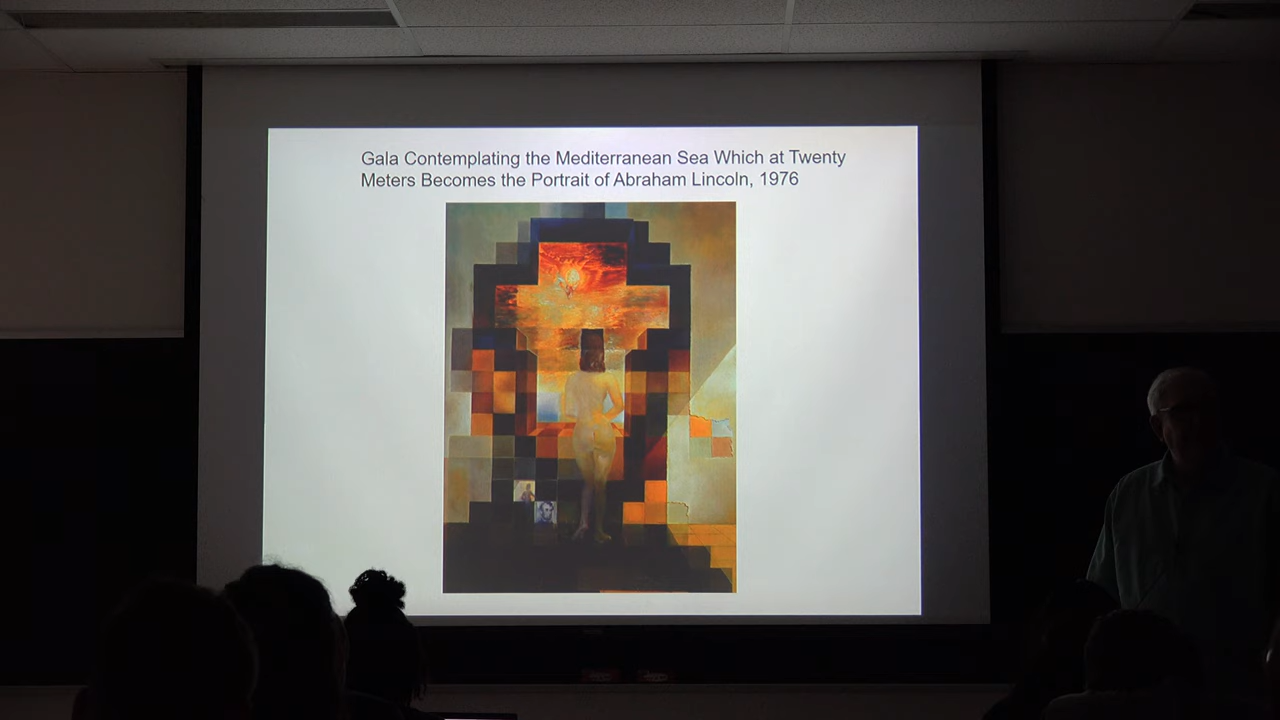 Gala Contemplating the Mediterranean Sea Which at Twenty
Meters Becomes the Portrait of Abraham Lincoln, 1976